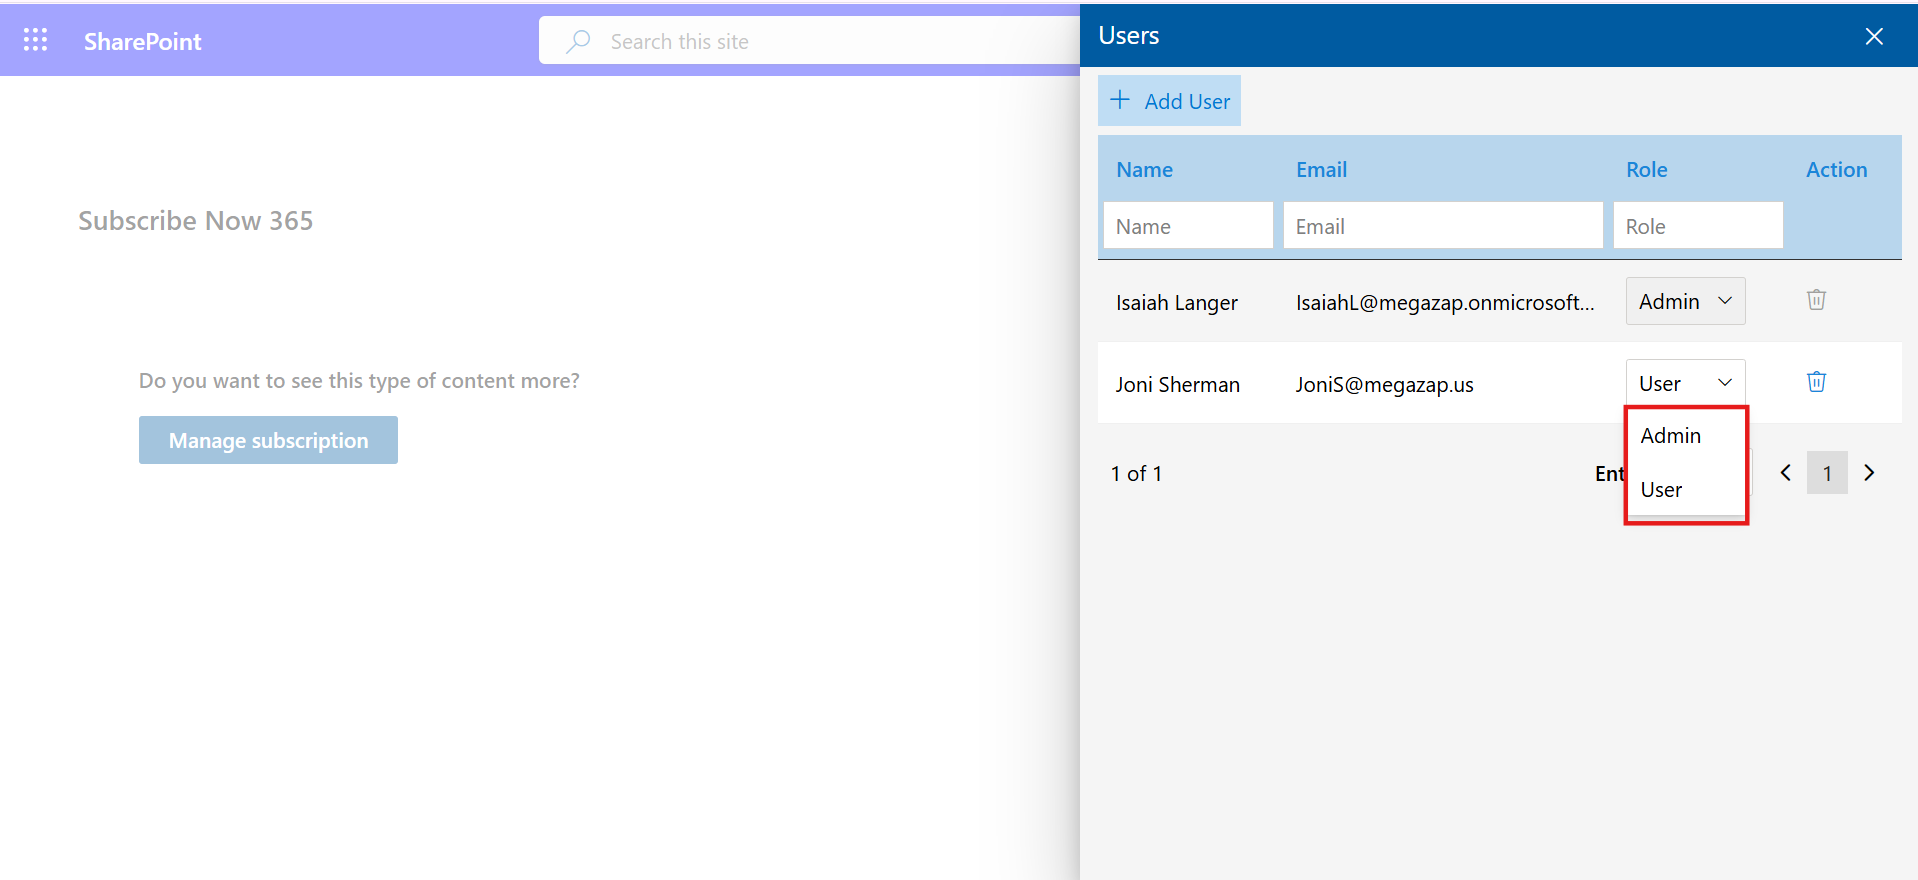 SharePoint
Search this site
Users
Add User
Name Email Role Action
Name Email Role
Isaiah Langer IsaiahL@megazap.onmicrosoft... Admin
Joni Sherman JoniS@megazap.us User
Admin
User
1 of 1 Ent 1
Subscribe Now 365
Do you want to see this type of content more?
Manage subscription